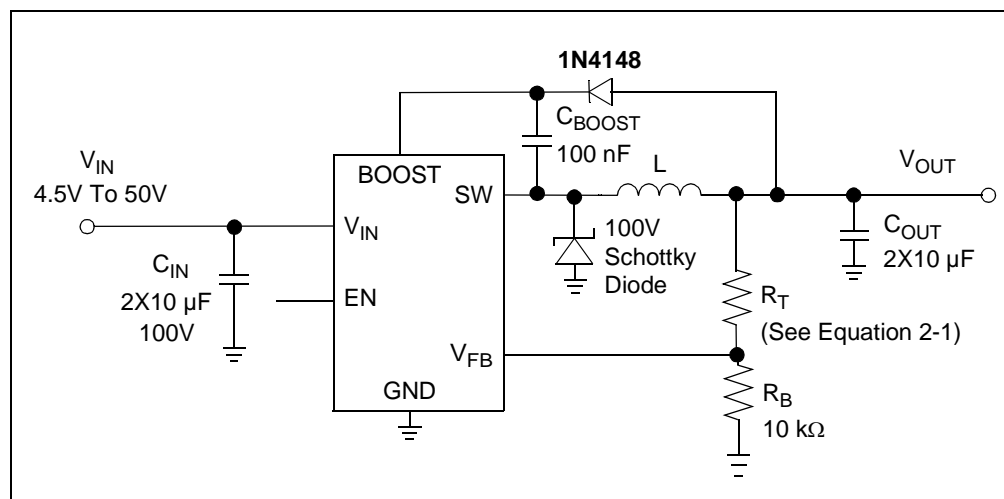 1N4148
C_BOOST
100 nF
V_IN
4.5V To 50V
BOOST
SW
L
V_OUT
V_IN
C_IN
2X10 µF
100V
EN
100V
Schottky
Diode
C_OUT
2X10 µF
R_T
(See Equation 2-1)
V_FB
GND
R_B
10 kΩ